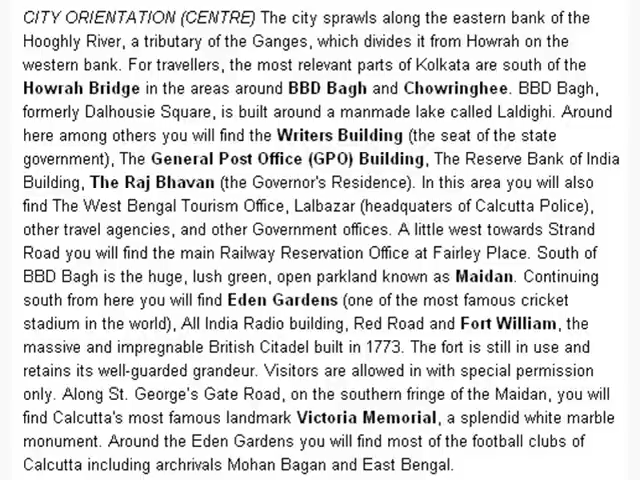 CITY ORIENTATION (CENTRE) The city sprawls along the eastern bank of the
Hooghly River, a tributary of the Ganges, which divides it from Howrah on the
western bank. For travellers, the most relevant parts of Kolkata are south of the
Howrah Bridge in the areas around BBD Bagh and Chowringhee. BBD Bagh,
formerly Dalhousie Square, is built around a manmade lake called Laldighi. Around
here among others you will find the Writers Building (the seat of the state
government), The General Post Office (GPO) Building, The Reserve Bank of India
Building, The Raj Bhavan (the Governor's Residence). In this area you will also
find The West Bengal Tourism Office, Lalbazar (headquaters of Calcutta Police),
other travel agencies, and other Government offices. A little west towards Strand
Road you will find the main Railway Reservation Office at Fairley Place. South of
BBD Bagh is the huge, lush green, open parkland known as Maidan. Continuing
south from here you will find Eden Gardens (one of the most famous cricket
stadium in the world), All India Radio building, Red Road and Fort William, the
massive and impregnable British Citadel built in 1773. The fort is still in use and
retains its well-guarded grandeur. Visitors are allowed in with special permission
only. Along St. George's Gate Road, on the southern fringe of the Maidan, you will
find Calcutta's most famous landmark Victoria Memorial, a splendid white marble
monument. Around the Eden Gardens you will find most of the football clubs of
Calcutta including archrivals Mohan Bagan and East Bengal.